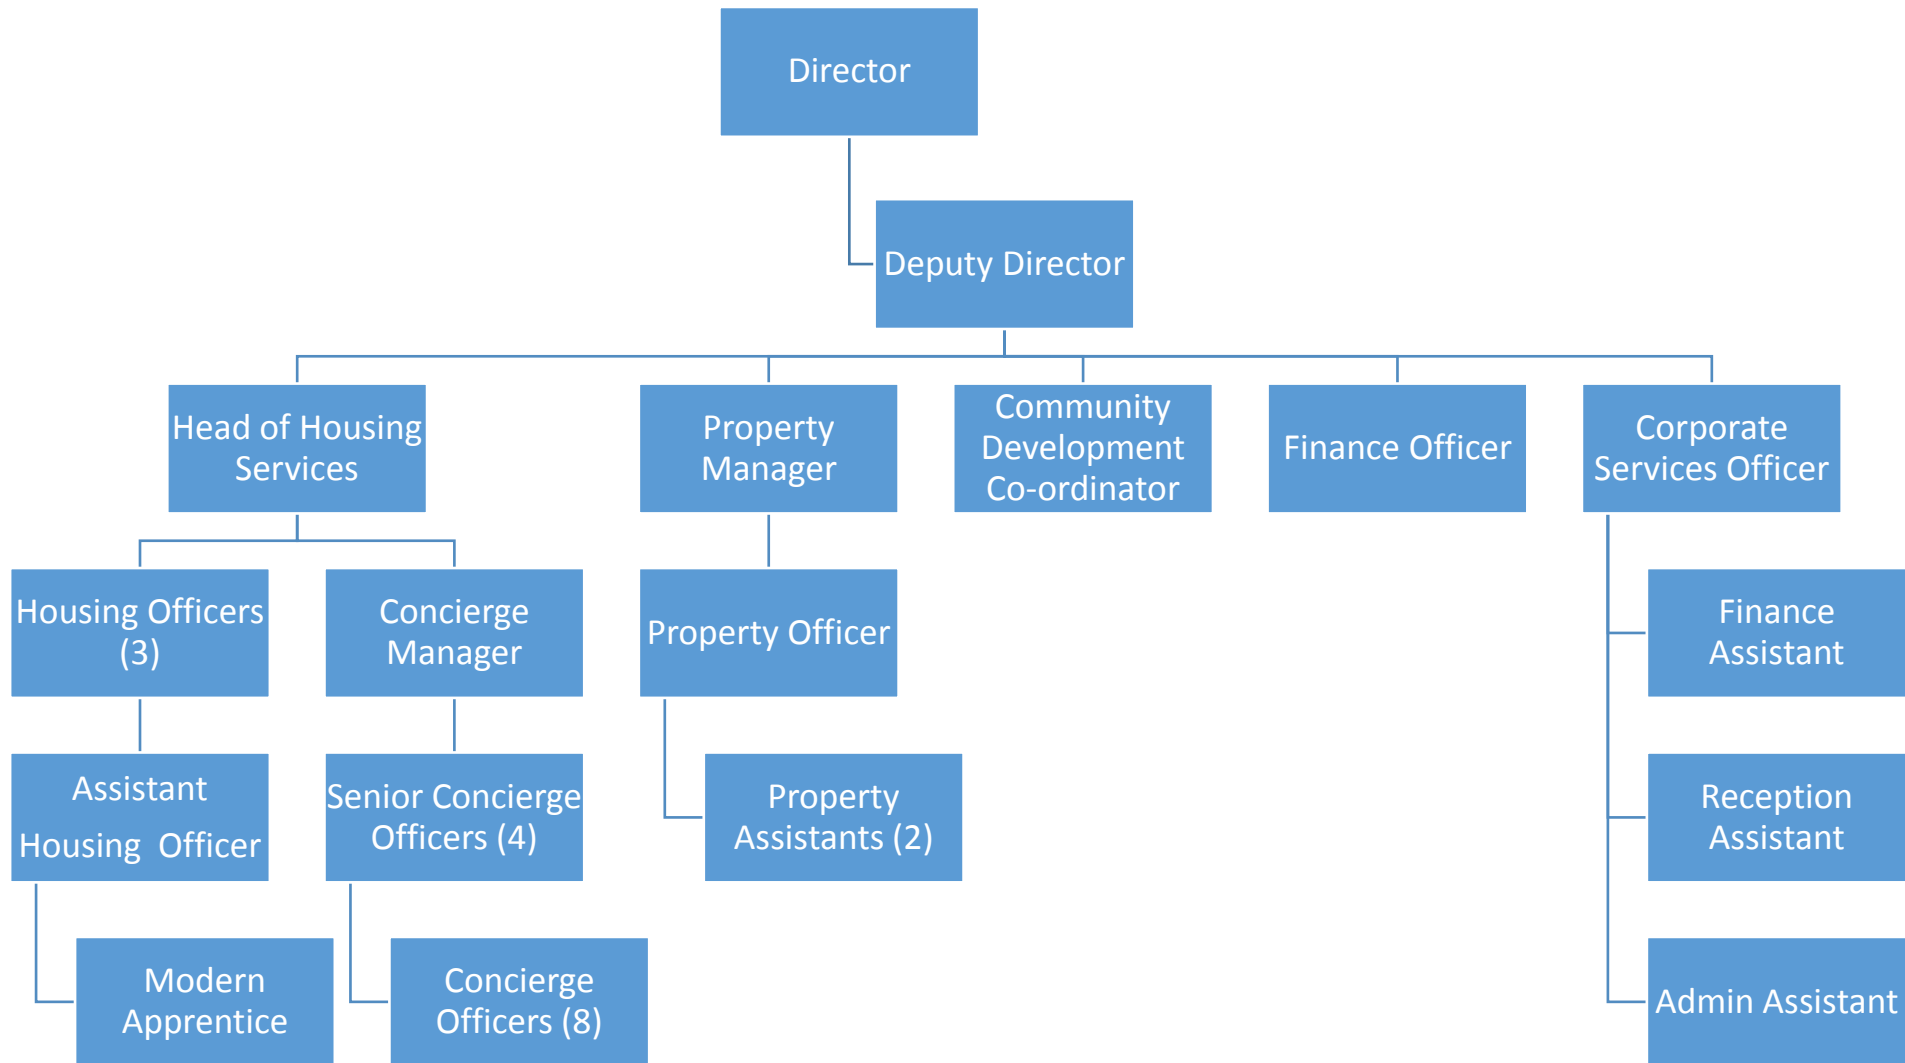 Director
Deputy Director
Head of Housing
Services
Property
Manager
Community
Development
Co-ordinator
Finance Officer
Corporate
Services Officer
Housing Officers
(3)
Concierge
Manager
Property Officer
Finance
Assistant
Assistant
Housing  Officer
Senior Concierge
Officers (4)
Property
Assistants (2)
Reception
Assistant
Modern
Apprentice
Concierge
Officers (8)
Admin Assistant